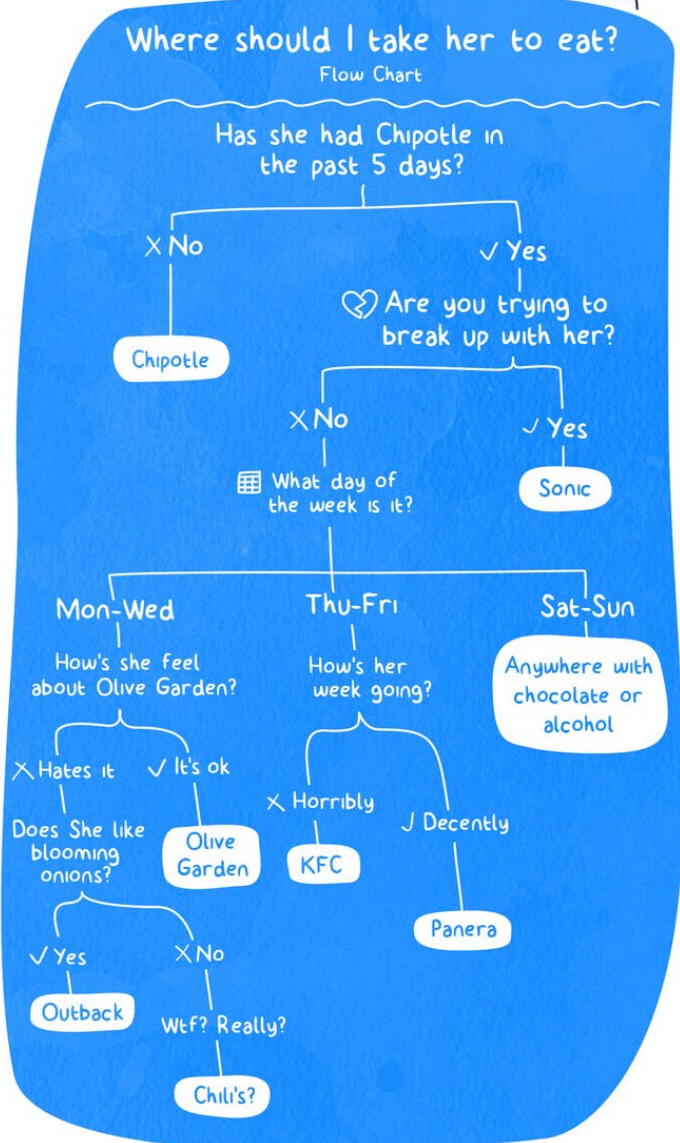 Where should I take her to eat?
Flow Chart
Has she had Chipotle in
the past 5 days?
No
Yes
Chipotle
Are you trying to
break up with her?
No
Yes
What day of
the week is it?
Sonic
Mon-Wed
Thu-Fri
Sat-Sun
How's she feel
about Olive Garden?
How's her
week going?
Anywhere with
chocolate or
alcohol
Hates it
It's ok
Horribly
Decently
Does She like
blooming
onions?
Olive
Garden
KFC
Panera
Yes
No
Outback
Wtf? Really?
Chili's?